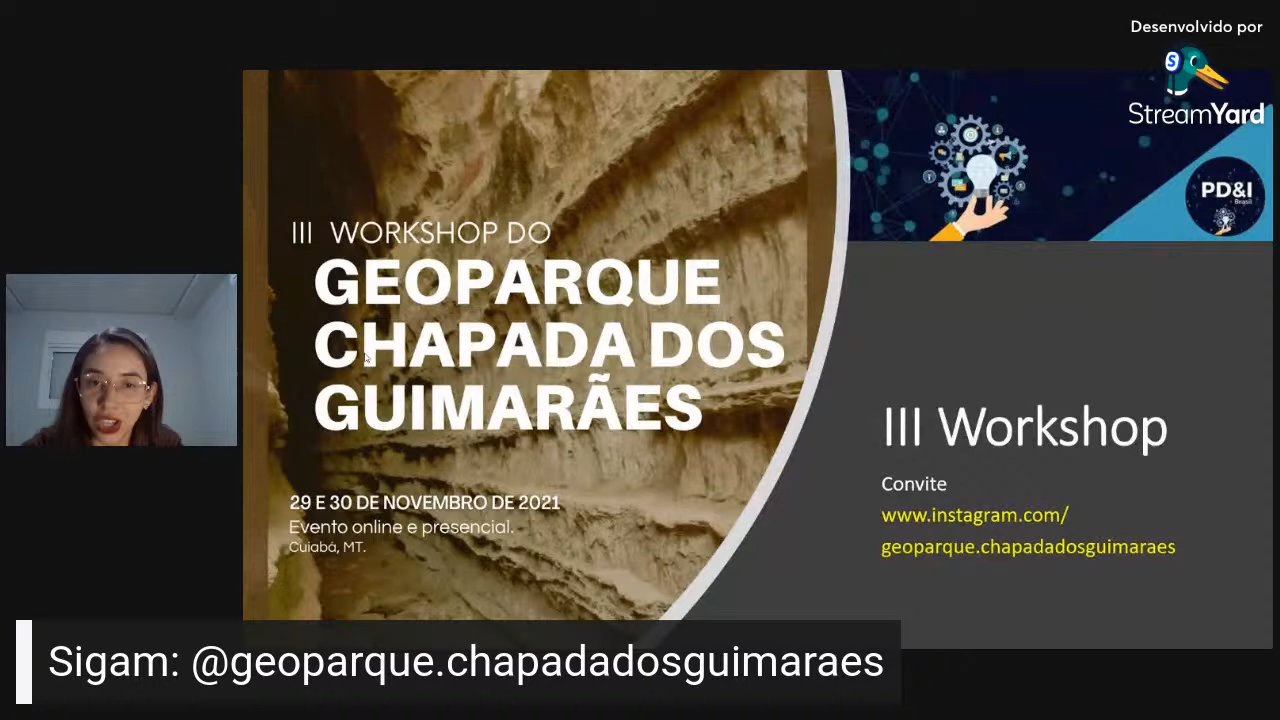 Desenvolvido por
StreamYard
PD&I
Brasil
III WORKSHOP DO
GEOPARQUE
CHAPADA DOS
GUIMARÃES
29 E 30 DE NOVEMBRO DE 2021
Evento online e presencial.
Cuiabá, MT.
III Workshop
Convite
www.instagram.com/
geoparque.chapadadosguimaraes
Sigam: @geoparque.chapadadosguimaraes